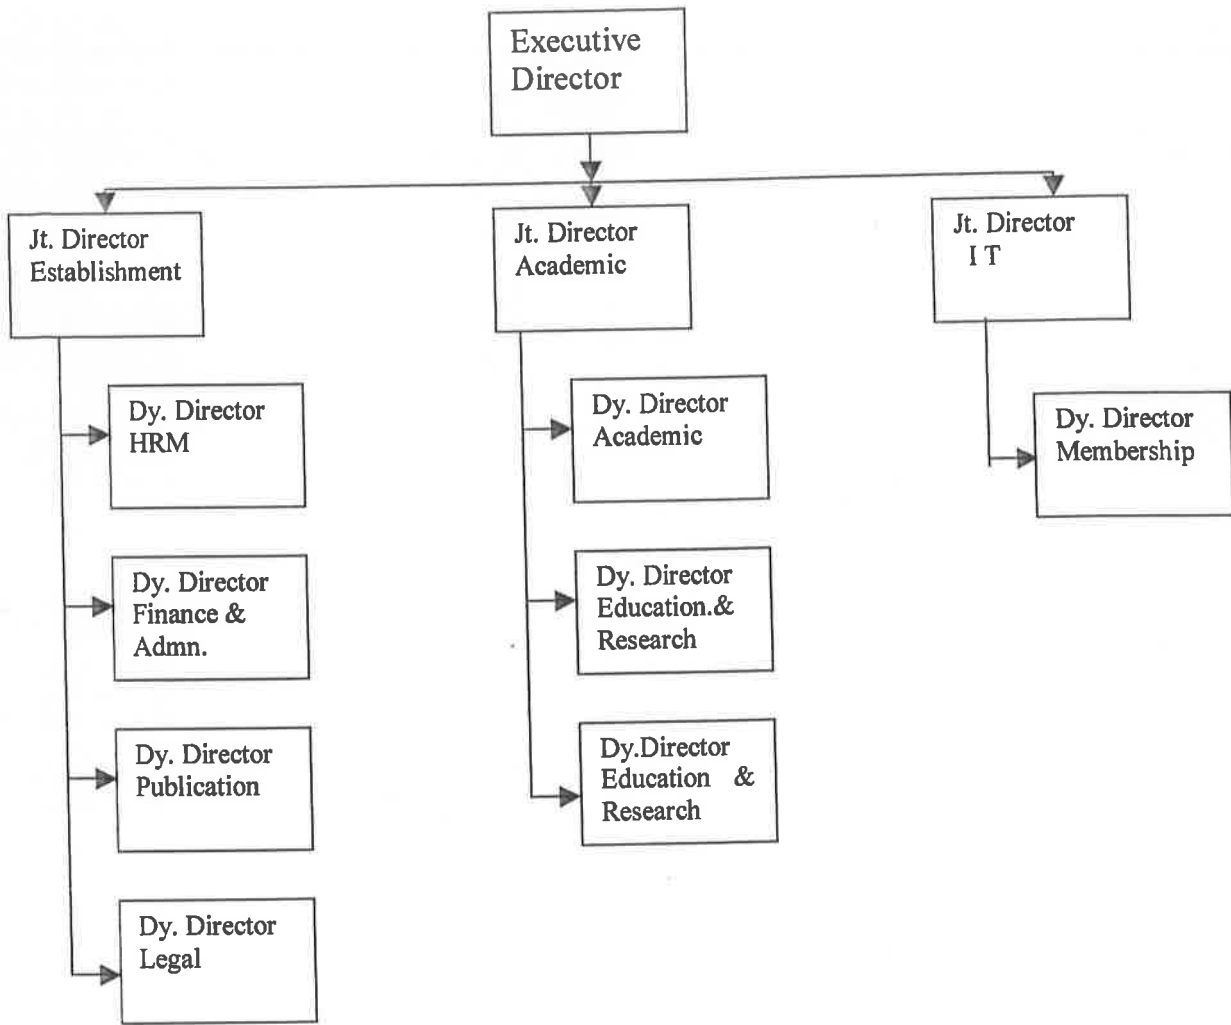 Executive
Director
Jt. Director
Establishment
Jt. Director
Academic
Jt. Director
I T
Dy. Director
HRM
Dy. Director
Finance &
Admn.
Dy. Director
Publication
Dy. Director
Legal
Dy. Director
Academic
Dy. Director
Education.&
Research
Dy.Director
Education &
Research
Dy. Director
Membership